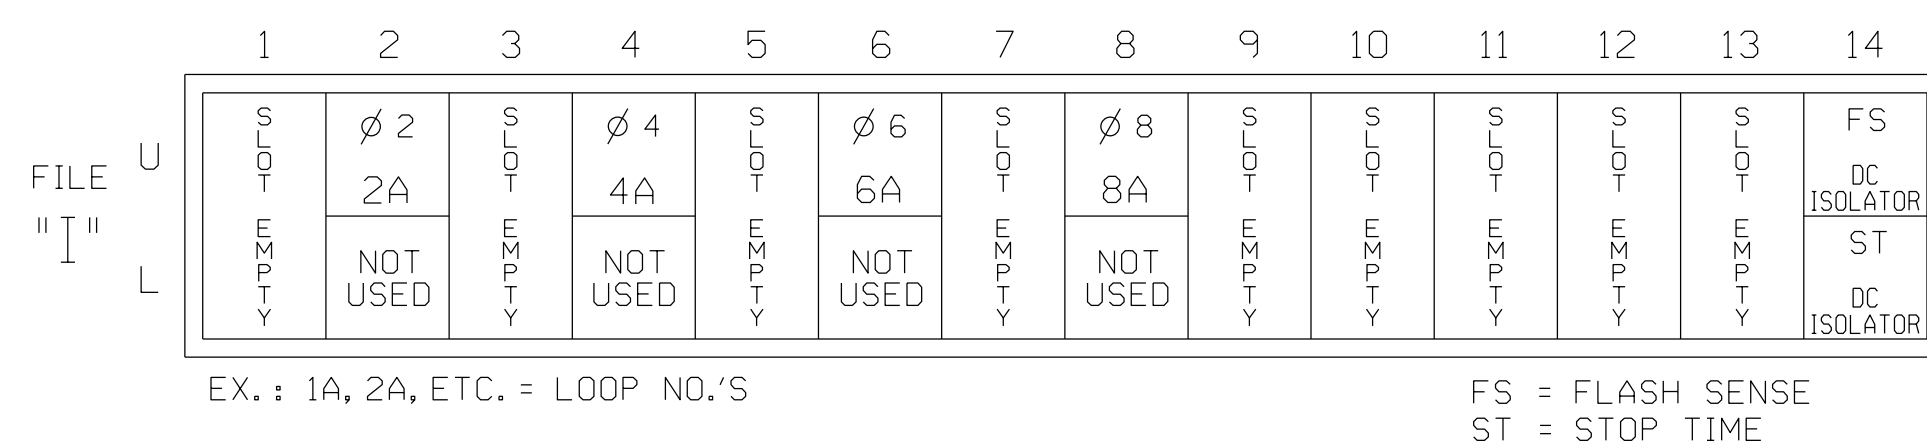 1 2 3 4 5 6 7 8 9 10 11 12 13 14
FILE
"I"
U
L
SLOT EMPTY
Ø 2
2A
NOT
USED
SLOT EMPTY
Ø 4
4A
NOT
USED
SLOT EMPTY
Ø 6
6A
NOT
USED
SLOT EMPTY
Ø 8
8A
NOT
USED
SLOT EMPTY
SLOT EMPTY
SLOT EMPTY
SLOT EMPTY
SLOT EMPTY
FS
DC
ISOLATOR
ST
DC
ISOLATOR
EX.: 1A, 2A, ETC. = LOOP NO.'S
FS = FLASH SENSE
ST = STOP TIME